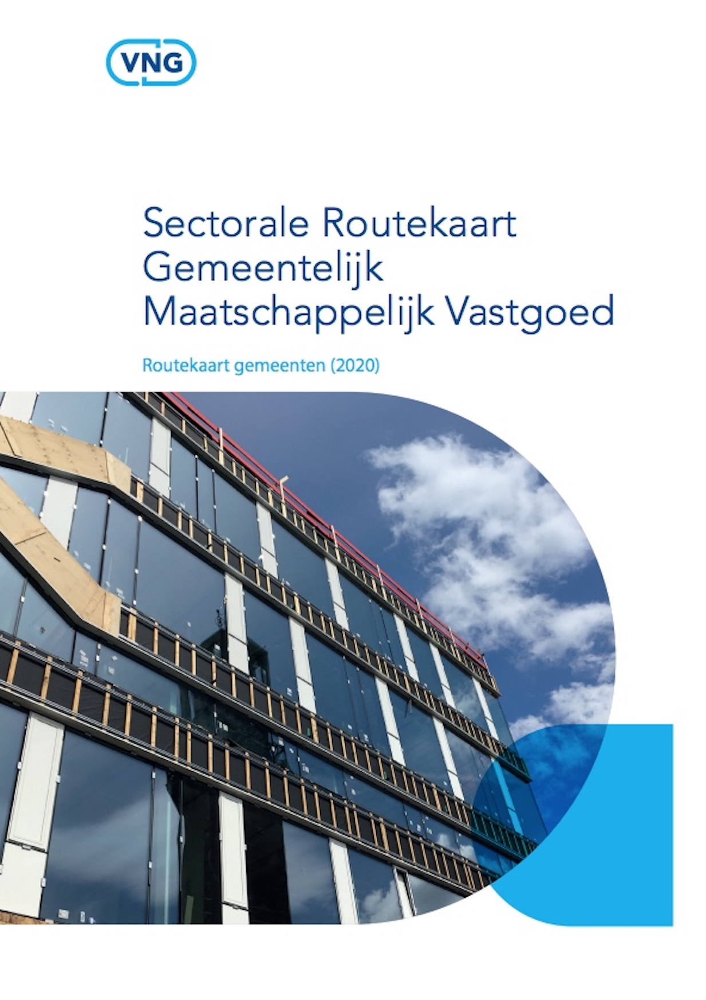 VNG
Sectorale Routekaart
Gemeentelijk
Maatschappelijk Vastgoed
Routekaart gemeenten (2020)